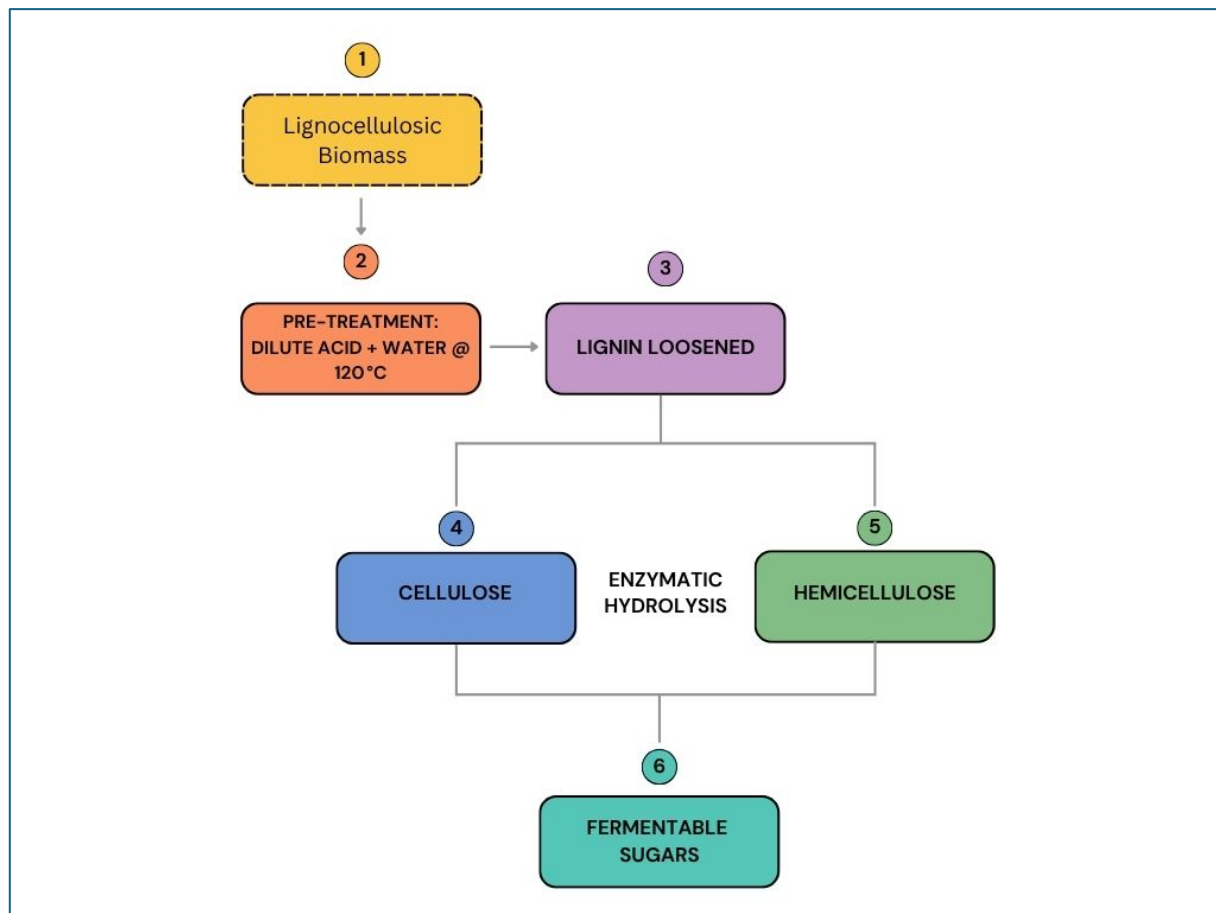 1
Lignocellulosic
Biomass
2
PRE-TREATMENT:
DILUTE ACID + WATER @
120°C
3
LIGNIN LOOSENED
4
CELLULOSE
ENZYMATIC
HYDROLYSIS
5
HEMICELLULOSE
6
FERMENTABLE
SUGARS